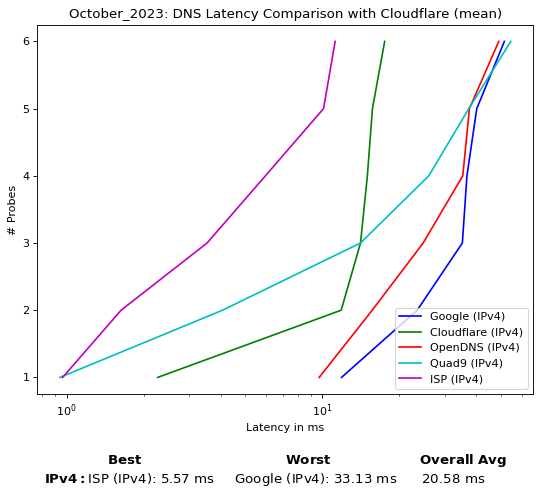 October_2023: DNS Latency Comparison with Cloudflare (mean)
6
5
4
3
2
1
# Probes
10⁰
10¹
Latency in ms
Google (IPv4)
Cloudflare (IPv4)
OpenDNS (IPv4)
Quad9 (IPv4)
ISP (IPv4)
Best Worst Overall Avg
IPv4: ISP (IPv4): 5.57 ms Google (IPv4): 33.13 ms 20.58 ms